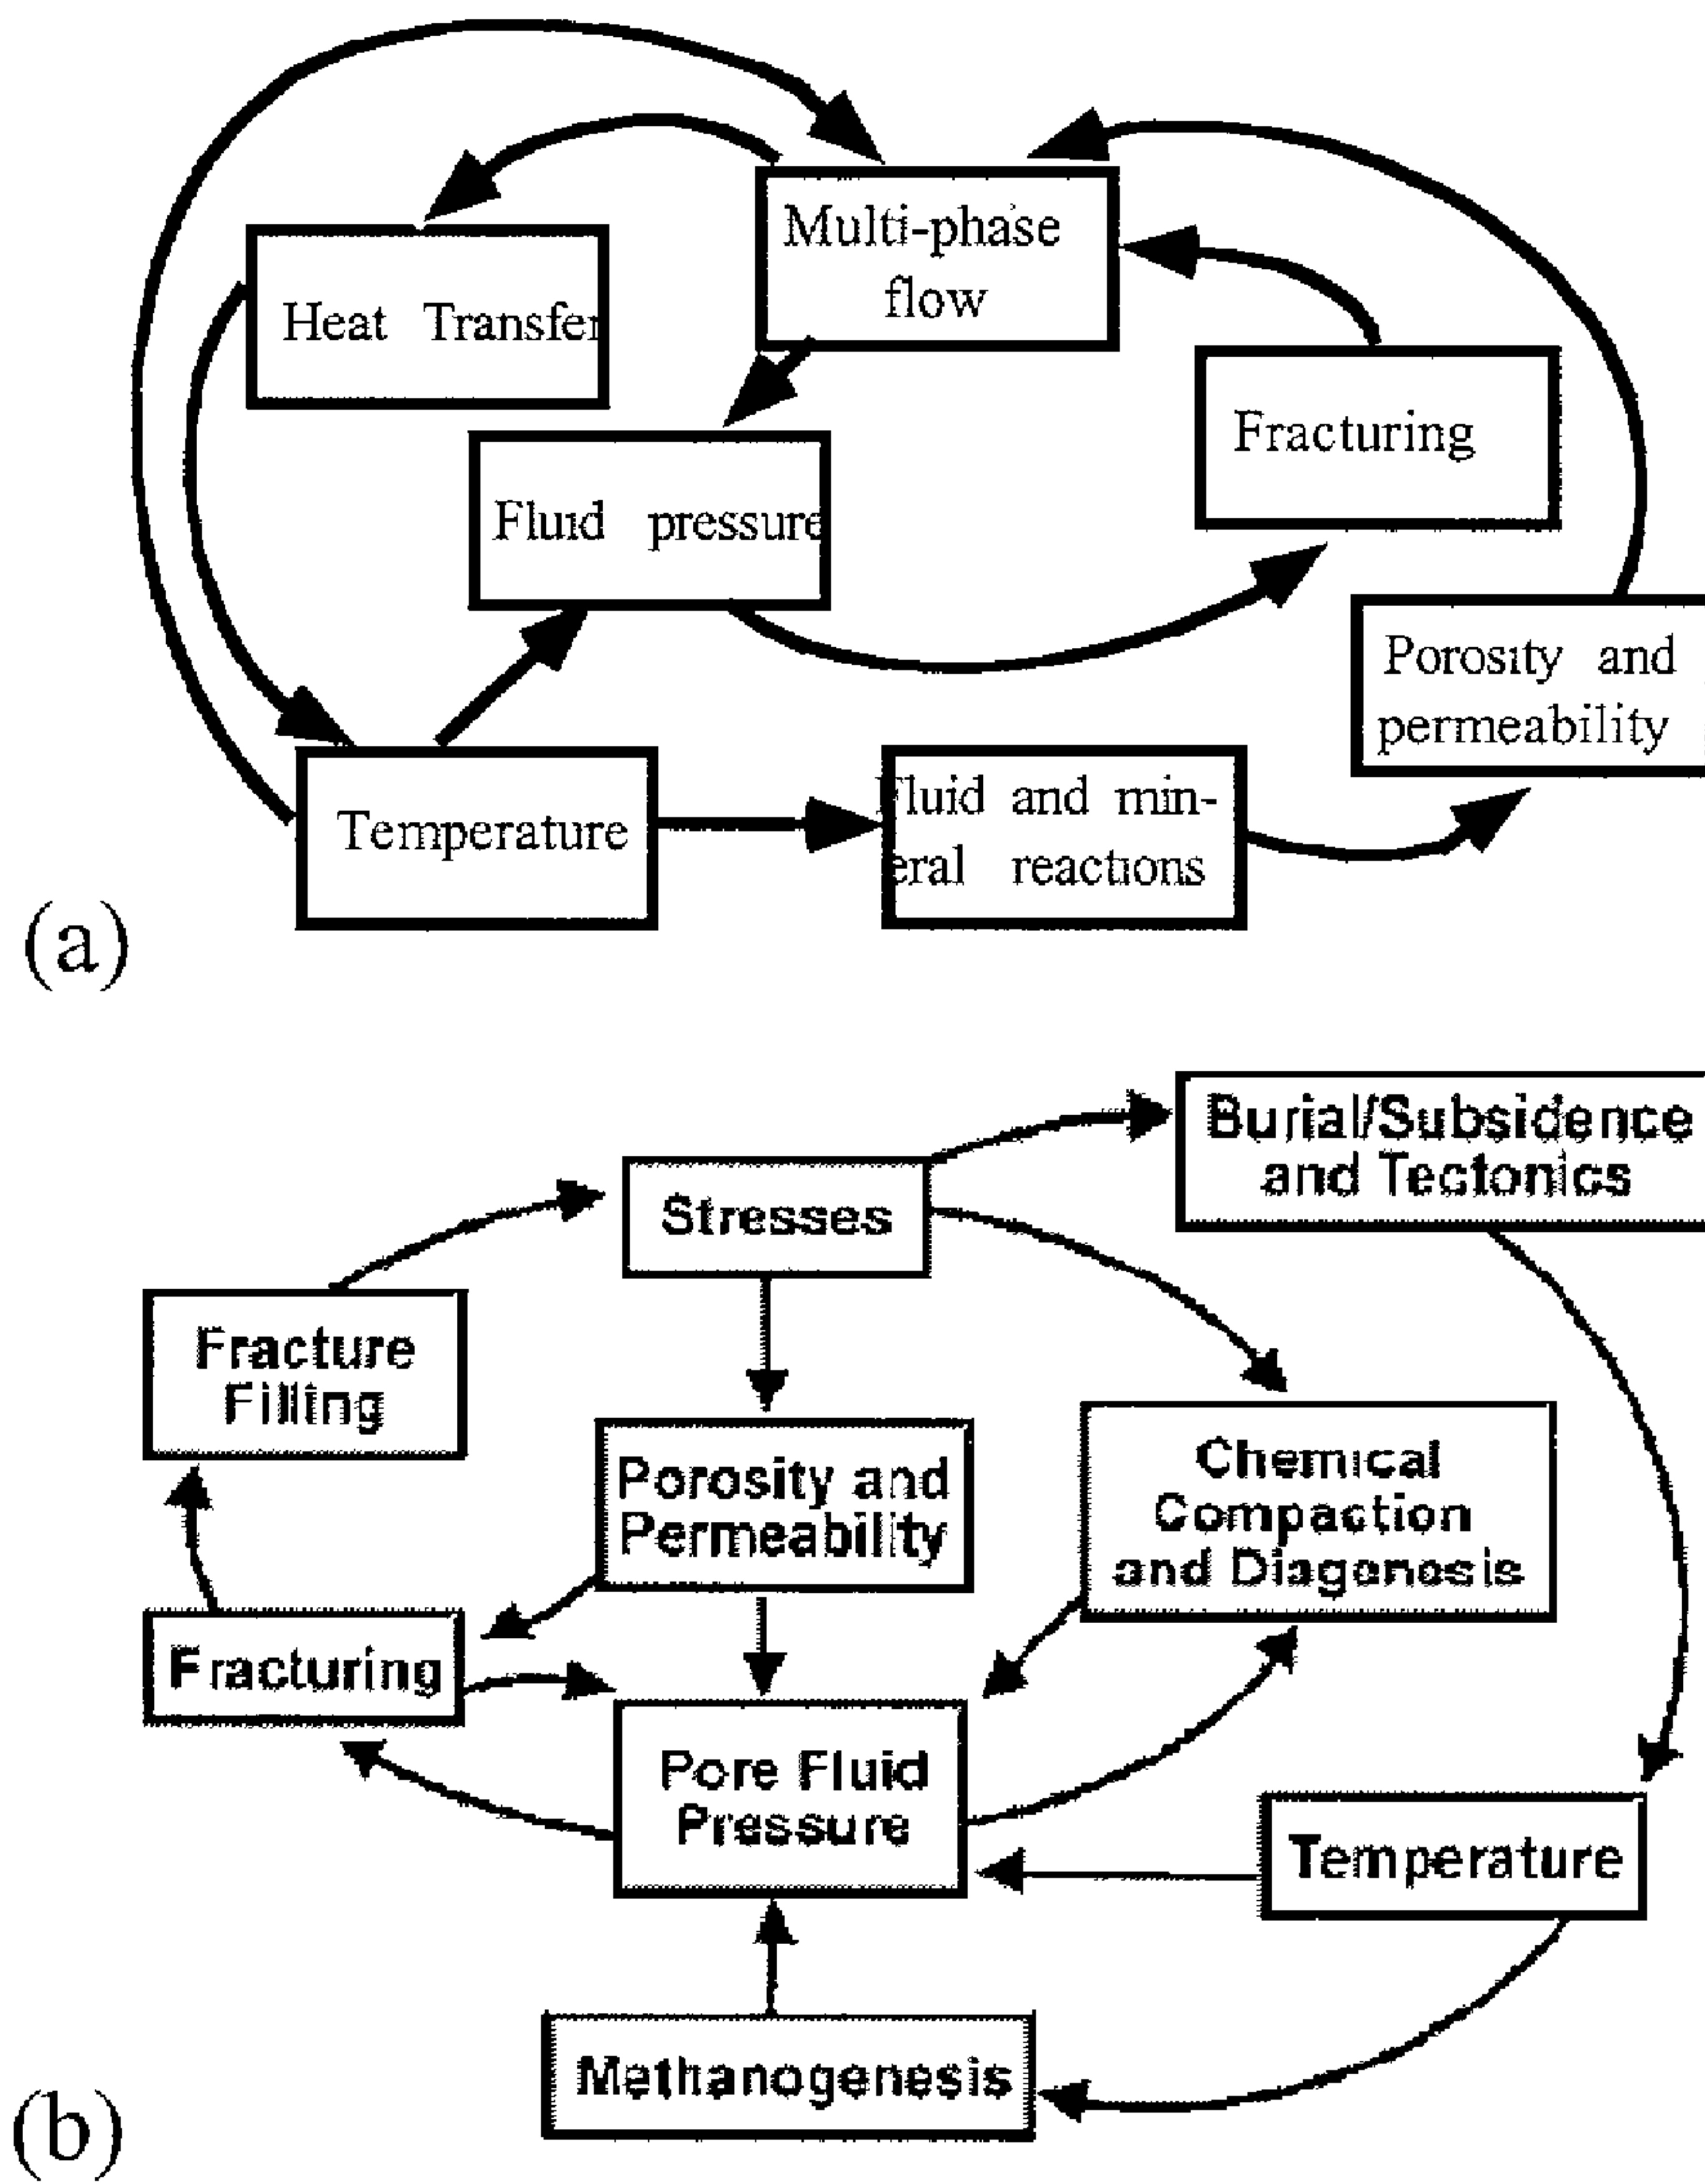 Multi-phase
flow
Heat Transfer
Fracturing
Fluid pressure
Porosity and
permeability
Temperature
Fluid and min-
eral reactions
(a)
Burial/Subsidence
and Tectonics
Stresses
Fracture
Filling
Porosity and
Permeability
Chemical
Compaction
and Diagenesis
Fracturing
Pore Fluid
Pressure
Temperature
Methanogenesis
(b)